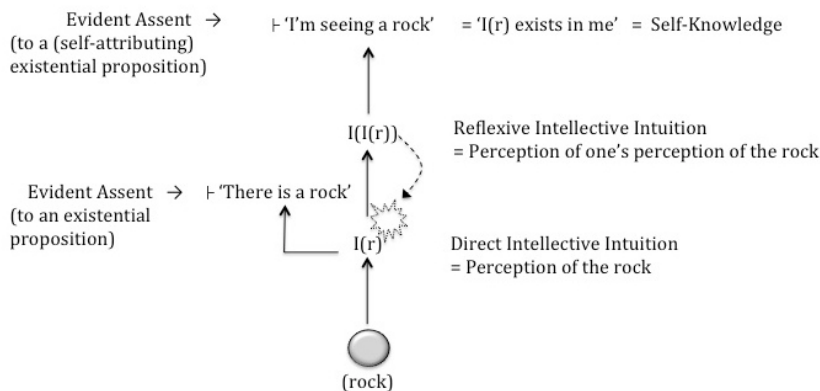 Evident Assent → ⊦ 'I'm seeing a rock' = 'I(r) exists in me' = Self-Knowledge
(to a (self-attributing)
existential proposition)
I(I(r)) Reflexive Intellective Intuition
= Perception of one's perception of the rock
Evident Assent → ⊦ 'There is a rock'
(to an existential
proposition)
I(r) Direct Intellective Intuition
= Perception of the rock
(rock)